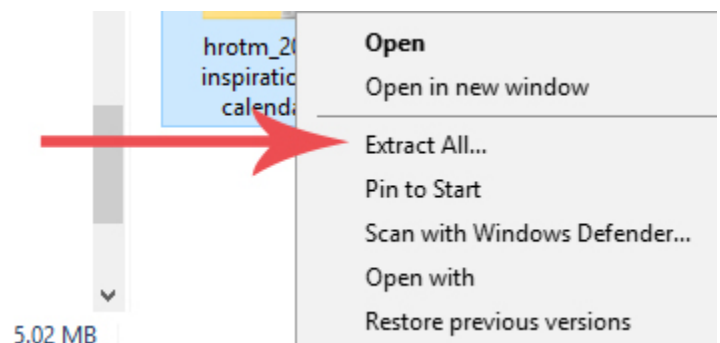 hrotm_20
inspiratio
calenda
5.02 MB
Open
Open in new window
Extract All...
Pin to Start
Scan with Windows Defender...
Open with
Restore previous versions